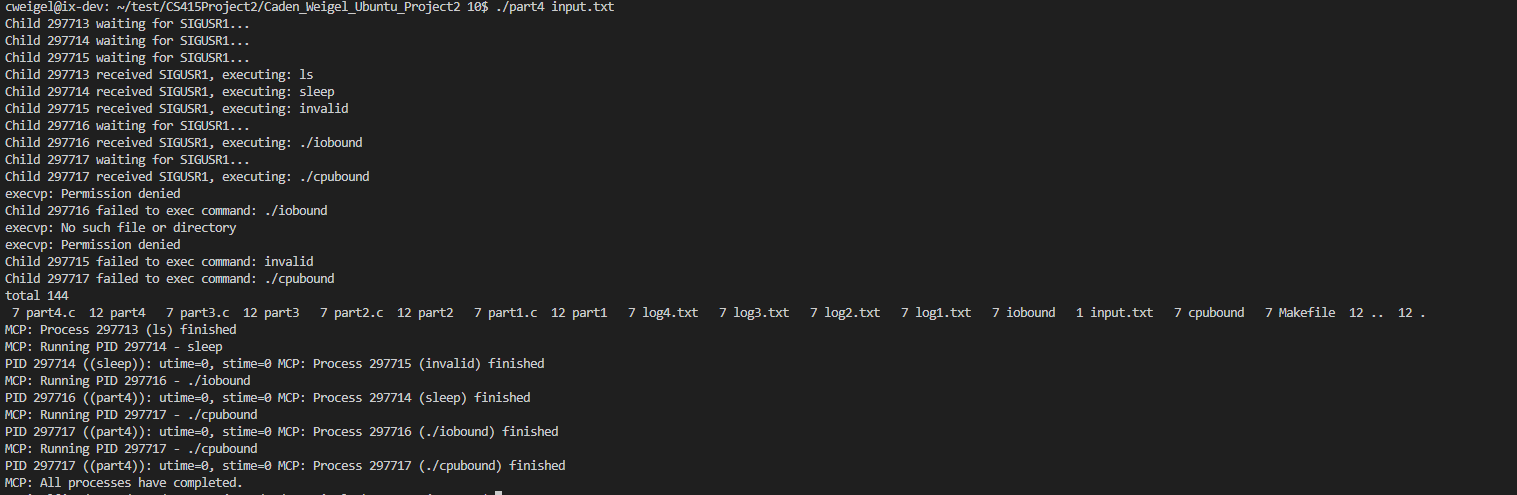 cweigel@ix-dev: ~/test/CS415Project2/Caden_Weigel_Ubuntu_Project2 10$ ./part4 input.txt
Child 297713 waiting for SIGUSR1...
Child 297714 waiting for SIGUSR1...
Child 297715 waiting for SIGUSR1...
Child 297713 received SIGUSR1, executing: ls
Child 297714 received SIGUSR1, executing: sleep
Child 297715 received SIGUSR1, executing: invalid
Child 297716 waiting for SIGUSR1...
Child 297716 received SIGUSR1, executing: ./iobound
Child 297717 waiting for SIGUSR1...
Child 297717 received SIGUSR1, executing: ./cpubound
execvp: Permission denied
Child 297716 failed to exec command: ./iobound
execvp: No such file or directory
execvp: Permission denied
Child 297715 failed to exec command: invalid
Child 297717 failed to exec command: ./cpubound
total 144
 7 part4.c  12 part4   7 part3.c  12 part3   7 part2.c  12 part2   7 part1.c  12 part1   7 log4.txt   7 log3.txt   7 log2.txt   7 log1.txt   7 iobound   1 input.txt   7 cpubound   7 Makefile  12 ..  12 .
MCP: Process 297713 (ls) finished
MCP: Running PID 297714 - sleep
PID 297714 ((sleep)): utime=0, stime=0 MCP: Process 297715 (invalid) finished
MCP: Running PID 297716 - ./iobound
PID 297716 ((part4)): utime=0, stime=0 MCP: Process 297714 (sleep) finished
MCP: Running PID 297717 - ./cpubound
PID 297717 ((part4)): utime=0, stime=0 MCP: Process 297716 (./iobound) finished
MCP: Running PID 297717 - ./cpubound
PID 297717 ((part4)): utime=0, stime=0 MCP: Process 297717 (./cpubound) finished
MCP: All processes have completed.